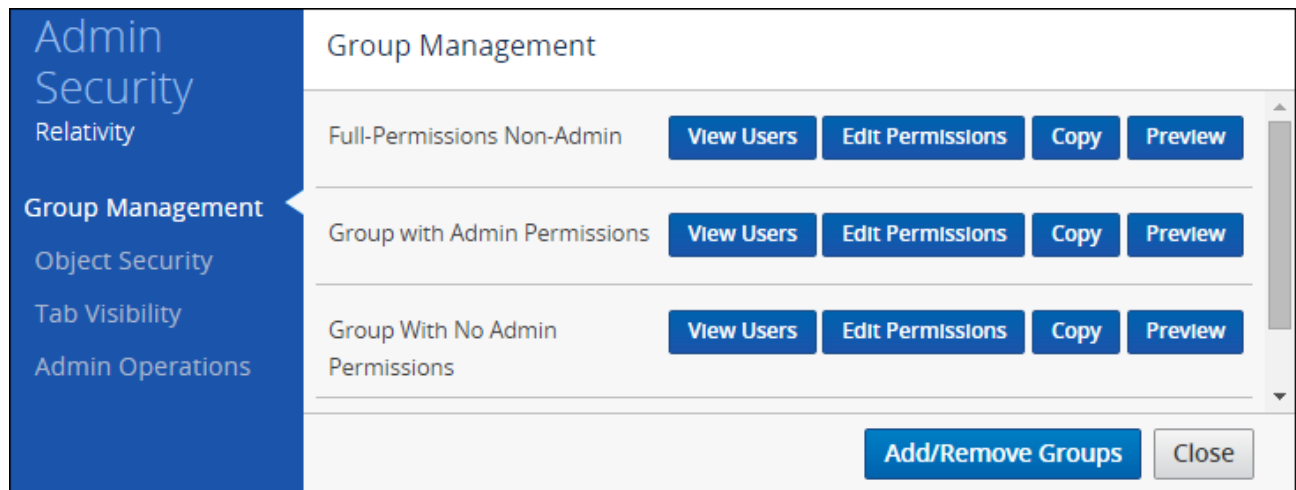 Admin
Security
Relativity
Group Management
Object Security
Tab Visibility
Admin Operations
Group Management
Full-Permissions Non-Admin View Users Edit Permissions Copy Preview
Group with Admin Permissions View Users Edit Permissions Copy Preview
Group With No Admin View Users Edit Permissions Copy Preview
Permissions
Add/Remove Groups Close